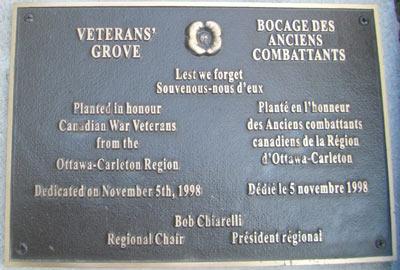 VETERANS'
GROVE
BOCAGE DES
ANCIENS
COMBATTANTS
Lest we forget
Souvenous-nous d'eux
Planted in honour
Canadian War Veterans
from the
Ottawa-Carleton Region
Planté en l'honneur
des Anciens combattants
canadiens de la Région
d'Ottawa-Carleton
Dedicated on November 5th, 1998
Dédié le 5 novembre 1998
Bob Chiarelli
Regional Chair
Président régional